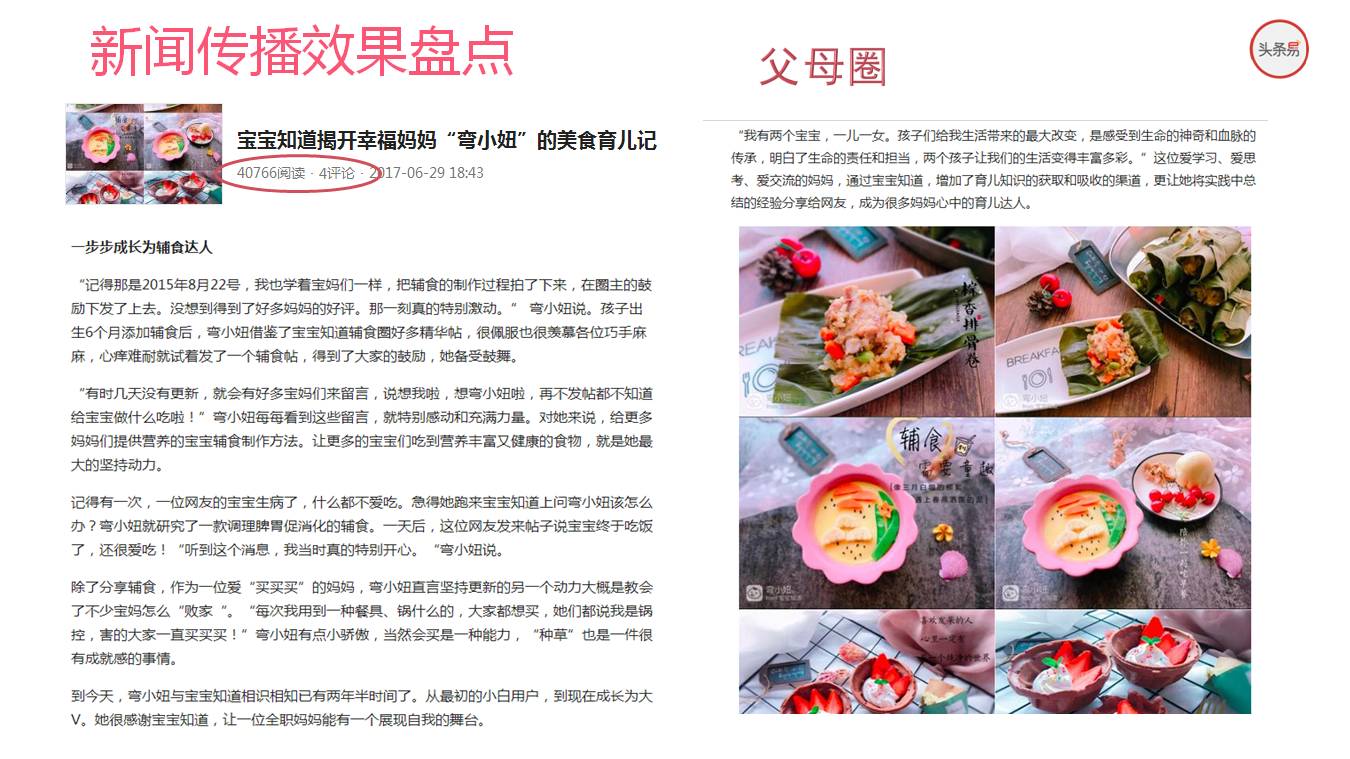 新闻传播效果盘点
宝宝知道揭开幸福妈妈“弯小妞”的美食育儿记
40766阅读 · 4评论 · 2017-06-29 18:43
一步步成长为辅食达人
“记得那是2015年8月22号，我也学着宝妈们一样，把辅食的制作过程拍了下来，在圈主的鼓
励下发了上去。没想到得到了好多妈妈的好评。那一刻真的特别激动。“ 弯小妞说。孩子出
生6个月添加辅食后，弯小妞借鉴了宝宝知道辅食圈好多精华帖，很佩服也很羡慕各位巧手麻
麻，心痒难耐就试着发了一个辅食帖，得到了大家的鼓励，她备受鼓舞。
“有时几天没有更新，就会有好多宝妈们来留言，说想我啦，想弯小妞啦，再不发帖都不知道
给宝宝做什么吃啦！”弯小妞每每看到这些留言，就特别感动和充满力量。对她来说，给更多
妈妈们提供营养的宝宝辅食制作方法。让更多的宝宝们吃到营养丰富又健康的食物，就是她最
大的坚持动力。
记得有一次，一位网友的宝宝生病了，什么都不爱吃。急得她跑来宝宝知道上问弯小妞该怎么
办？弯小妞就研究了一款调理脾胃促消化的辅食。一天后，这位网友发来帖子说宝宝终于吃饭
了，还很爱吃！“听到这个消息，我当时真的特别开心。“弯小妞说。
除了分享辅食，作为一位爱“买买买”的妈妈，弯小妞直言坚持更新的另一个动力大概是教会
了不少宝妈怎么“败家“。“每次我用到一种餐具、锅什么的，大家都想买，她们都说我是锅
控，害的大家一直买买买！”弯小妞有点小骄傲，当然会买是一种能力，“种草”也是一件很
有成就感的事情。
到今天，弯小妞与宝宝知道相识相知已有两年半时间了。从最初的小白用户，到现在成长为大
V。她很感谢宝宝知道，让一位全职妈妈能有一个展现自我的舞台。
父母圈
头条易
“我有两个宝宝，一儿一女。孩子们给我生活带来的最大改变，是感受到生命的神奇和血脉的
传承，明白了生命的责任和担当，两个孩子让我们的生活变得丰富多彩。”这位爱学习、爱思
考、爱交流的妈妈，通过宝宝知道，增加了育儿知识的获取和吸收的渠道，更让她将实践中总
结的经验分享给网友，成为很多妈妈心中的育儿达人。
香排骨卷
BREAKFA
弯小妞
BREAKFA
弯小妞
辅食
需要童趣
弯小妞
弯小妞
喜欢发呆的人
心里一定有